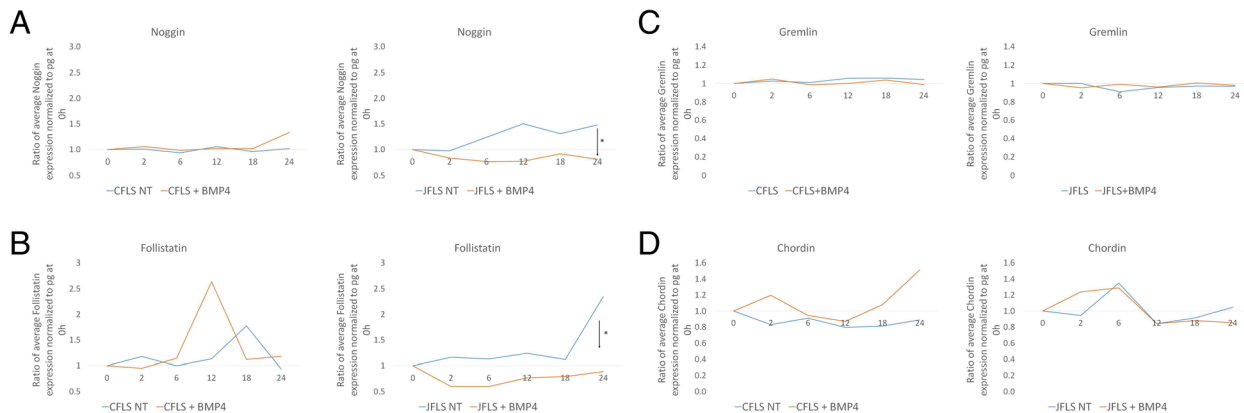 A
Noggin
Ratio of average Noggin
expression normalized to pg at
0h
3.0
2.5
2.0
1.5
1.0
0.5
0 2 6 12 18 24
CFLS NT CFLS + BMP4
Noggin
Ratio of average Noggin
expression normalized to pg at
0h
3.0
2.5
2.0
1.5
1.0
0.5
0 2 6 12 18 24
*
JFLS NT JFLS + BMP4
C
Gremlin
Ratio of average Gremlin
expression normalized to pg at
0h
1.4
1.2
1
0.8
0.6
0.4
0.2
0
0 2 6 12 18 24
CFLS CFLS+BMP4
Gremlin
Ratio of average Gremlin
expression normalized to pg at
0h
1.4
1.2
1
0.8
0.6
0.4
0.2
0
0 2 6 12 18 24
JFLS JFLS+BMP4
B
Follistatin
Ratio of average Follistatin
expression normalized to pg at
0h
3
2.5
2
1.5
1
0.5
0 2 6 12 18 24
CFLS NT CFLS + BMP4
Follistatin
Ratio of average Follistatin
expression normalized to pg at
0h
3
2.5
2
1.5
1
0.5
0 2 6 12 18 24
*
JFLS NT JFLS + BMP4
D
Chordin
Ratio of average Chordin
expression normalized to pg at
0h
1.6
1.4
1.2
1.0
0.8
0.6
0.4
0.2
0.0
0 2 6 12 18 24
CFLS NT CFLS + BMP4
Chordin
Ratio of average Chordin
expression normalized to pg at
0h
1.6
1.4
1.2
1.0
0.8
0.6
0.4
0.2
0.0
0 2 6 12 18 24
JFLS NT JFLS + BMP4